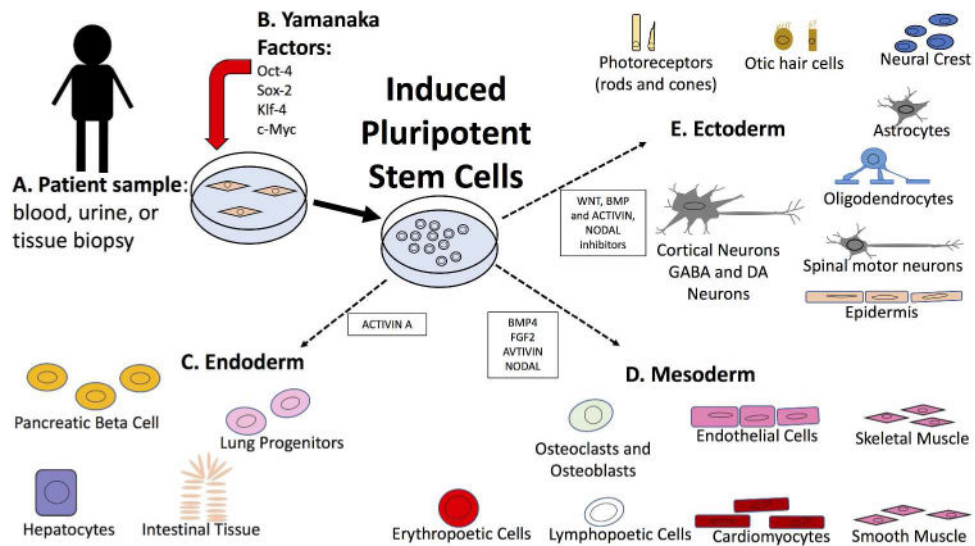 B. Yamanaka
Factors:
Oct-4
Sox-2
Klf-4
c-Myc
A. Patient sample:
blood, urine, or
tissue biopsy
Induced
Pluripotent
Stem Cells
Photoreceptors
(rods and cones)
Otic hair cells
Neural Crest
E. Ectoderm
Astrocytes
WNT, BMP
and ACTIVIN,
NODAL
inhibitors
Oligodendrocytes
Cortical Neurons
GABA and DA
Neurons
Spinal motor neurons
Epidermis
ACTIVIN A
BMP4
FGF2
AVTIVIN
NODAL
C. Endoderm
Pancreatic Beta Cell
Lung Progenitors
Hepatocytes
Intestinal Tissue
D. Mesoderm
Osteoclasts and
Osteoblasts
Endothelial Cells
Skeletal Muscle
Erythropoetic Cells
Lymphopoetic Cells
Cardiomyocytes
Smooth Muscle